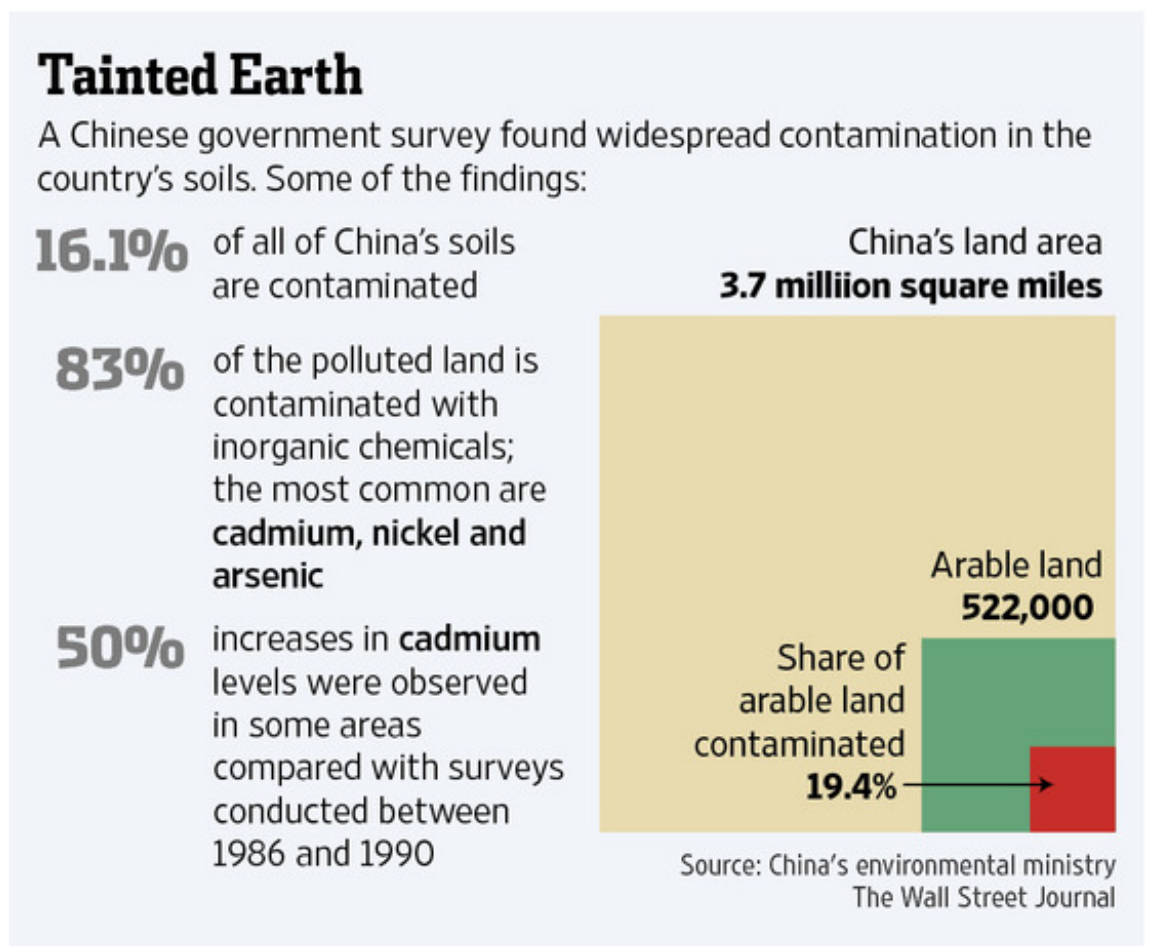 Tainted Earth
A Chinese government survey found widespread contamination in the
country's soils. Some of the findings:
16.1%
of all of China's soils
are contaminated
83%
of the polluted land is
contaminated with
inorganic chemicals;
the most common are
cadmium, nickel and
arsenic
50%
increases in cadmium
levels were observed
in some areas
compared with surveys
conducted between
1986 and 1990
China's land area
3.7 milliion square miles
Arable land
522,000
Share of
arable land
contaminated
19.4%
Source: China's environmental ministry
The Wall Street Journal